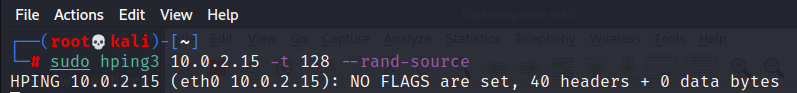 File Actions Edit View Help
┌──(root💀kali)-[~]
└─# sudo hping3 10.0.2.15 -t 128 --rand-source
HPING 10.0.2.15 (eth0 10.0.2.15): NO FLAGS are set, 40 headers + 0 data bytes